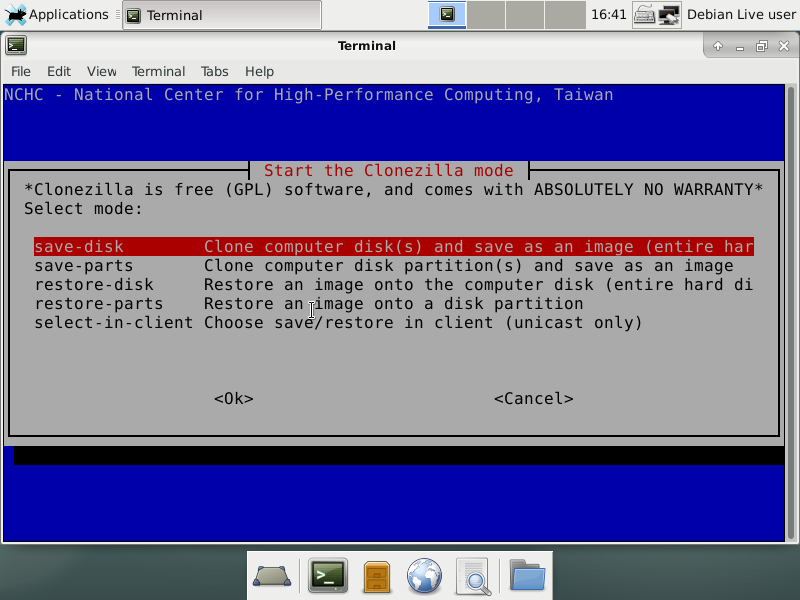 Applications
Terminal
16:41
Debian Live user
Terminal
File Edit View Terminal Tabs Help
NCHC - National Center for High-Performance Computing, Taiwan
Start the Clonezilla mode
*Clonezilla is free (GPL) software, and comes with ABSOLUTELY NO WARRANTY*
Select mode:
save-disk Clone computer disk(s) and save as an image (entire har
save-parts Clone computer disk partition(s) and save as an image
restore-disk Restore an image onto the computer disk (entire hard di
restore-parts Restore an image onto a disk partition
select-in-client Choose save/restore in client (unicast only)
<Ok> <Cancel>